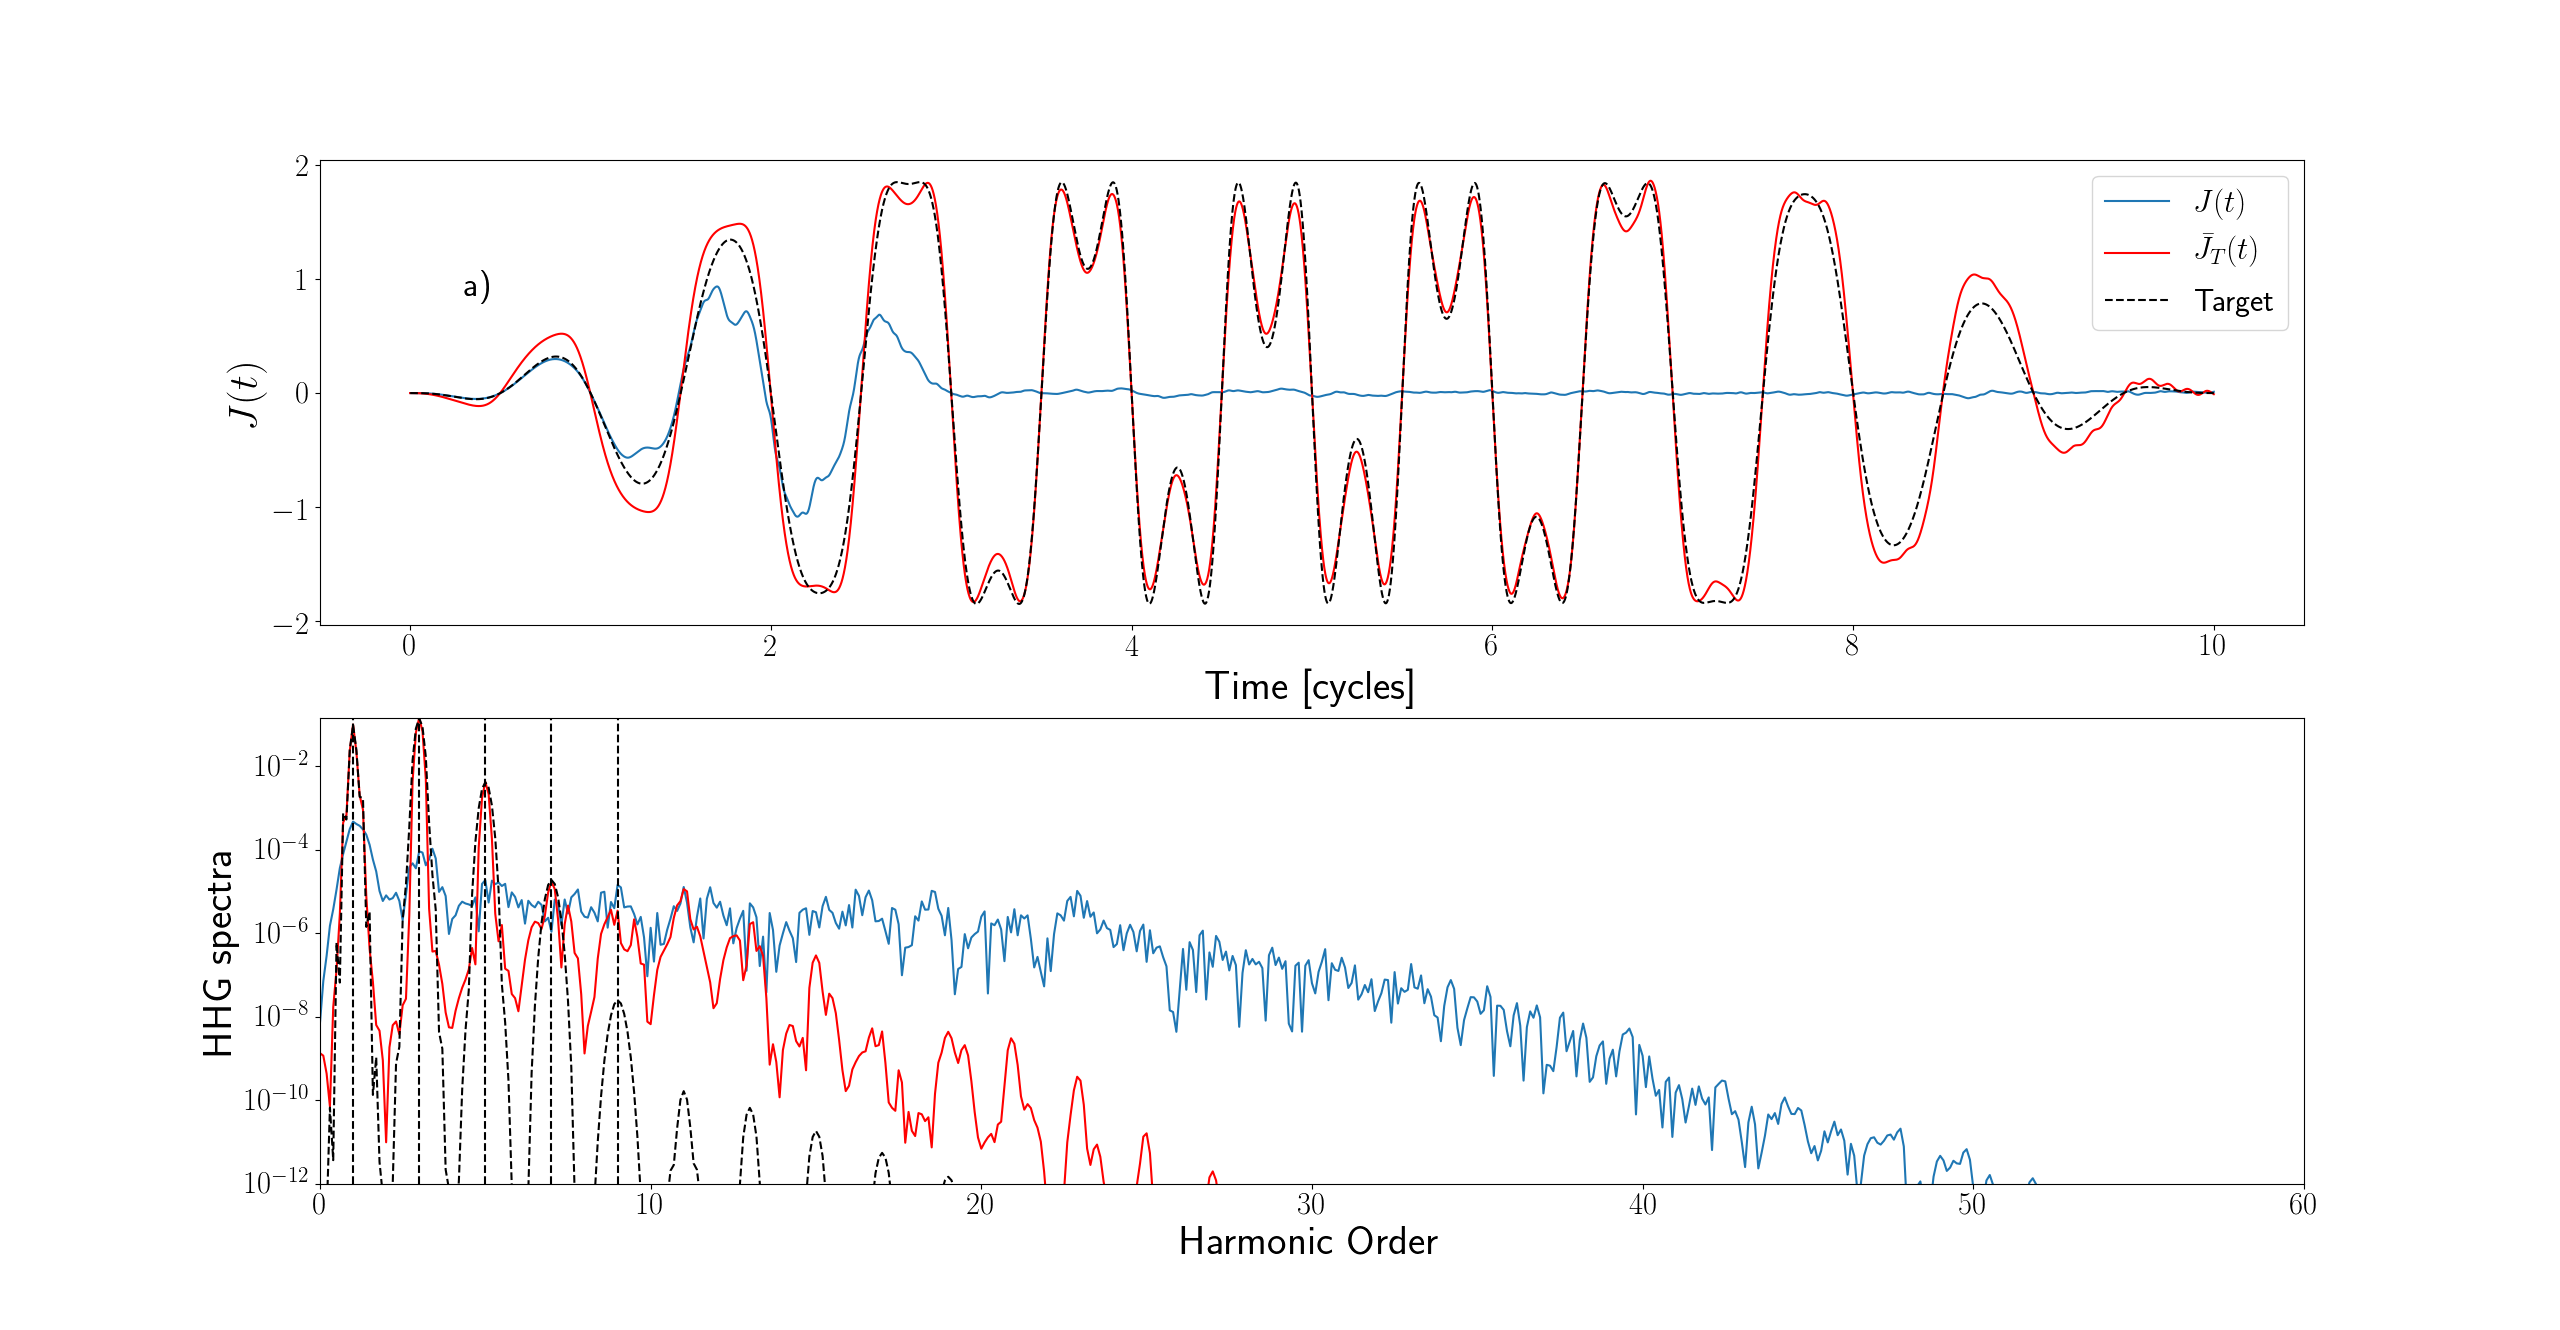 2
1
0
−1
−2
J(t)
a)
J(t)
J̄_T(t)
Target
0 2 4 6 8 10
Time [cycles]
10⁻²
10⁻⁴
10⁻⁶
10⁻⁸
10⁻¹⁰
10⁻¹²
HHG spectra
0 10 20 30 40 50 60
Harmonic Order